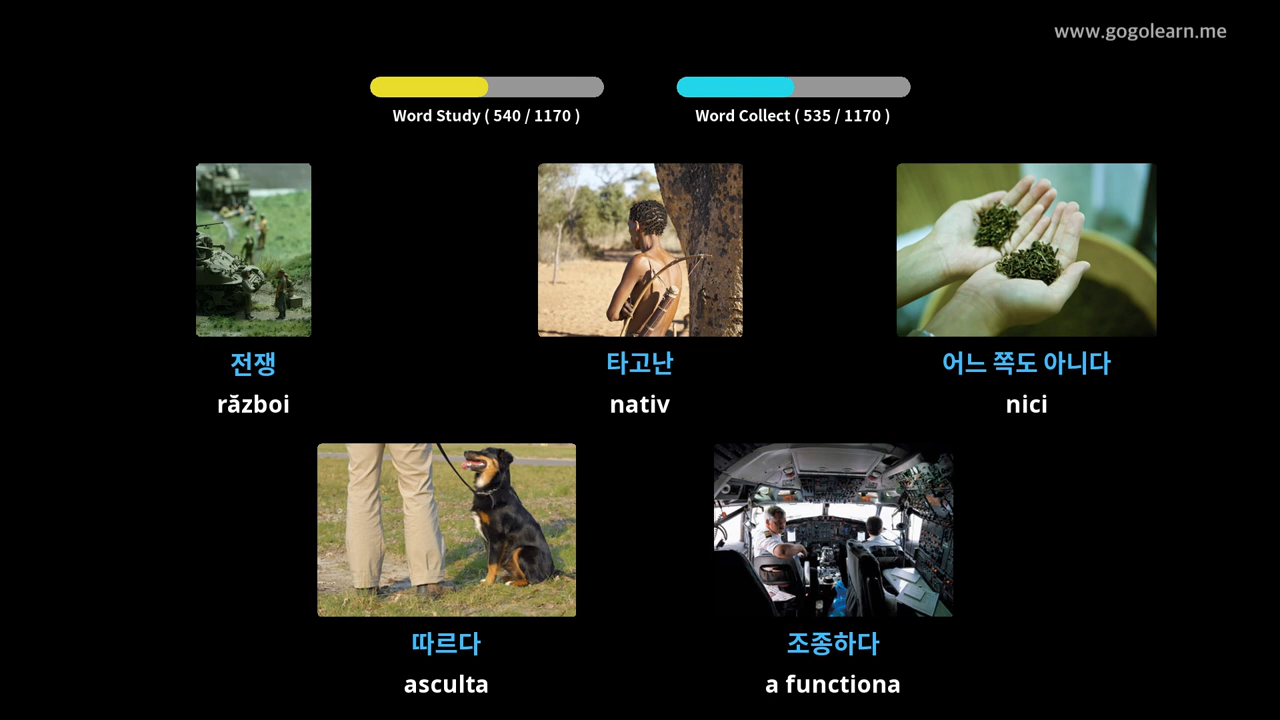 www.gogolearn.me
Word Study ( 540 / 1170 )
Word Collect ( 535 / 1170 )
전쟁
război
타고난
nativ
어느 쪽도 아니다
nici
따르다
asculta
조종하다
a functiona